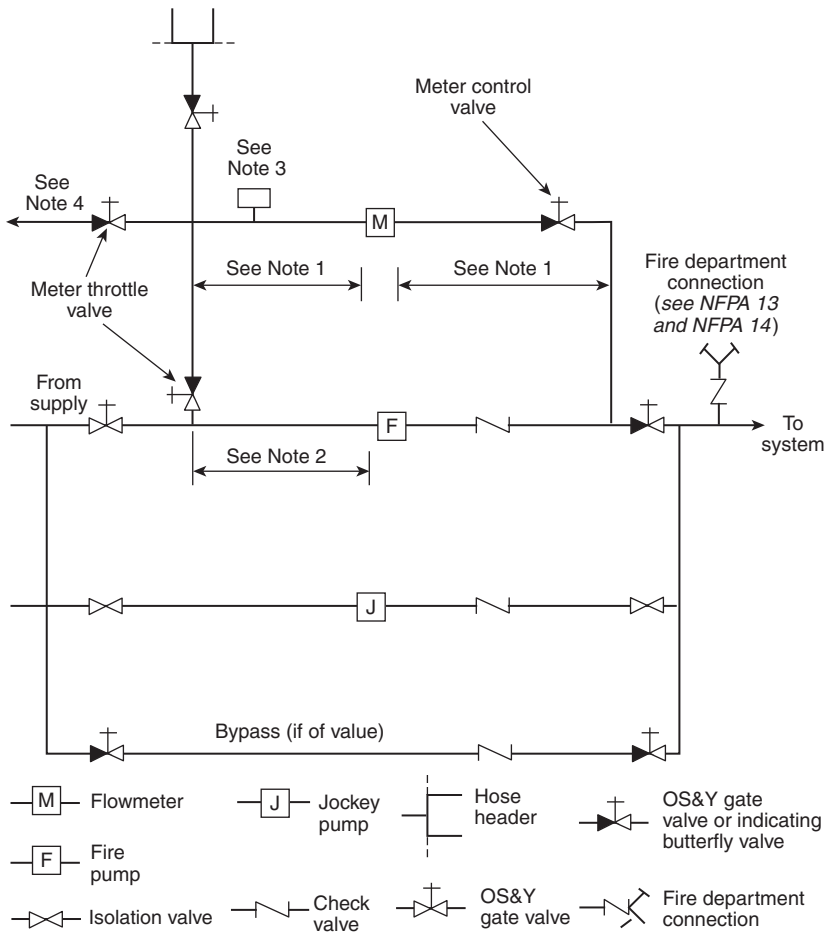 Meter control
valve
See
Note 3
See
Note 4
M
See Note 1
See Note 1
Fire department
connection
(see NFPA 13
and NFPA 14)
Meter throttle
valve
From
supply
F
To
system
See Note 2
J
Bypass (if of value)
M
Flowmeter
J
Jockey
pump
Hose
header
OS&Y gate
valve or indicating
butterfly valve
F
Fire
pump
Isolation valve
Check
valve
OS&Y
gate valve
Fire department
connection